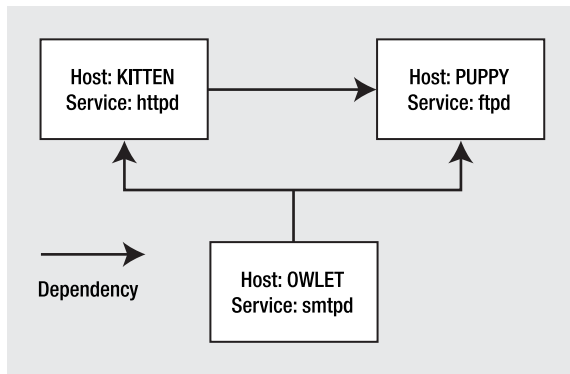 Host: KITTEN
Service: httpd
Host: PUPPY
Service: ftpd
Host: OWLET
Service: smtpd
Dependency